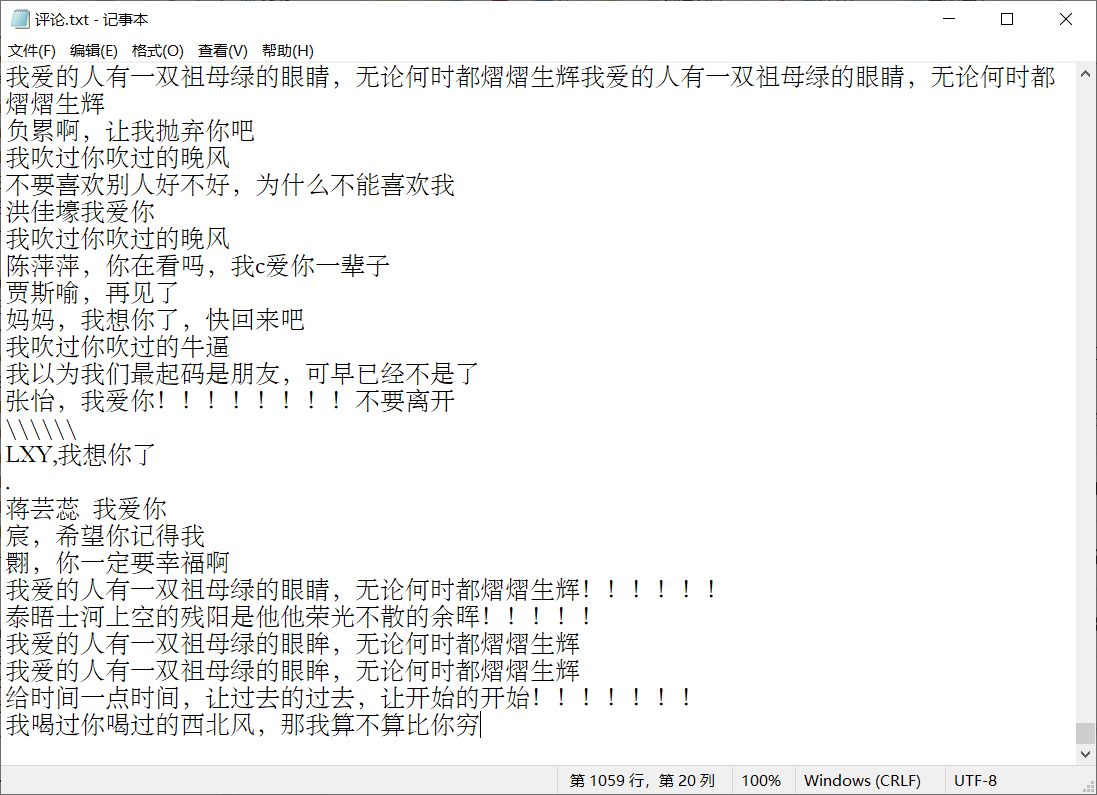 评论.txt - 记事本
文件(F) 编辑(E) 格式(O) 查看(V) 帮助(H)
我爱的人有一双祖母绿的眼睛，无论何时都熠熠生辉我爱的人有一双祖母绿的眼睛，无论何时都
熠熠生辉
负累啊，让我抛弃你吧
我吹过你吹过的晚风
不要喜欢别人好不好，为什么不能喜欢我
洪佳壕我爱你
我吹过你吹过的晚风
陈萍萍，你在看吗，我c爱你一辈子
贾斯喻，再见了
妈妈，我想你了，快回来吧
我吹过你吹过的牛逼
我以为我们最起码是朋友，可早已经不是了
张怡，我爱你！！！！！！！！不要离开
\\\\\\
LXY,我想你了
.
蒋芸蕊 我爱你
宸，希望你记得我
翾，你一定要幸福啊
我爱的人有一双祖母绿的眼睛，无论何时都熠熠生辉！！！！！！
泰晤士河上空的残阳是他他荣光不散的余晖！！！！！
我爱的人有一双祖母绿的眼眸，无论何时都熠熠生辉
我爱的人有一双祖母绿的眼眸，无论何时都熠熠生辉
给时间一点时间，让过去的过去，让开始的开始！！！！！！！
我喝过你喝过的西北风，那我算不算比你穷
第 1059 行，第 20 列 100% Windows (CRLF) UTF-8